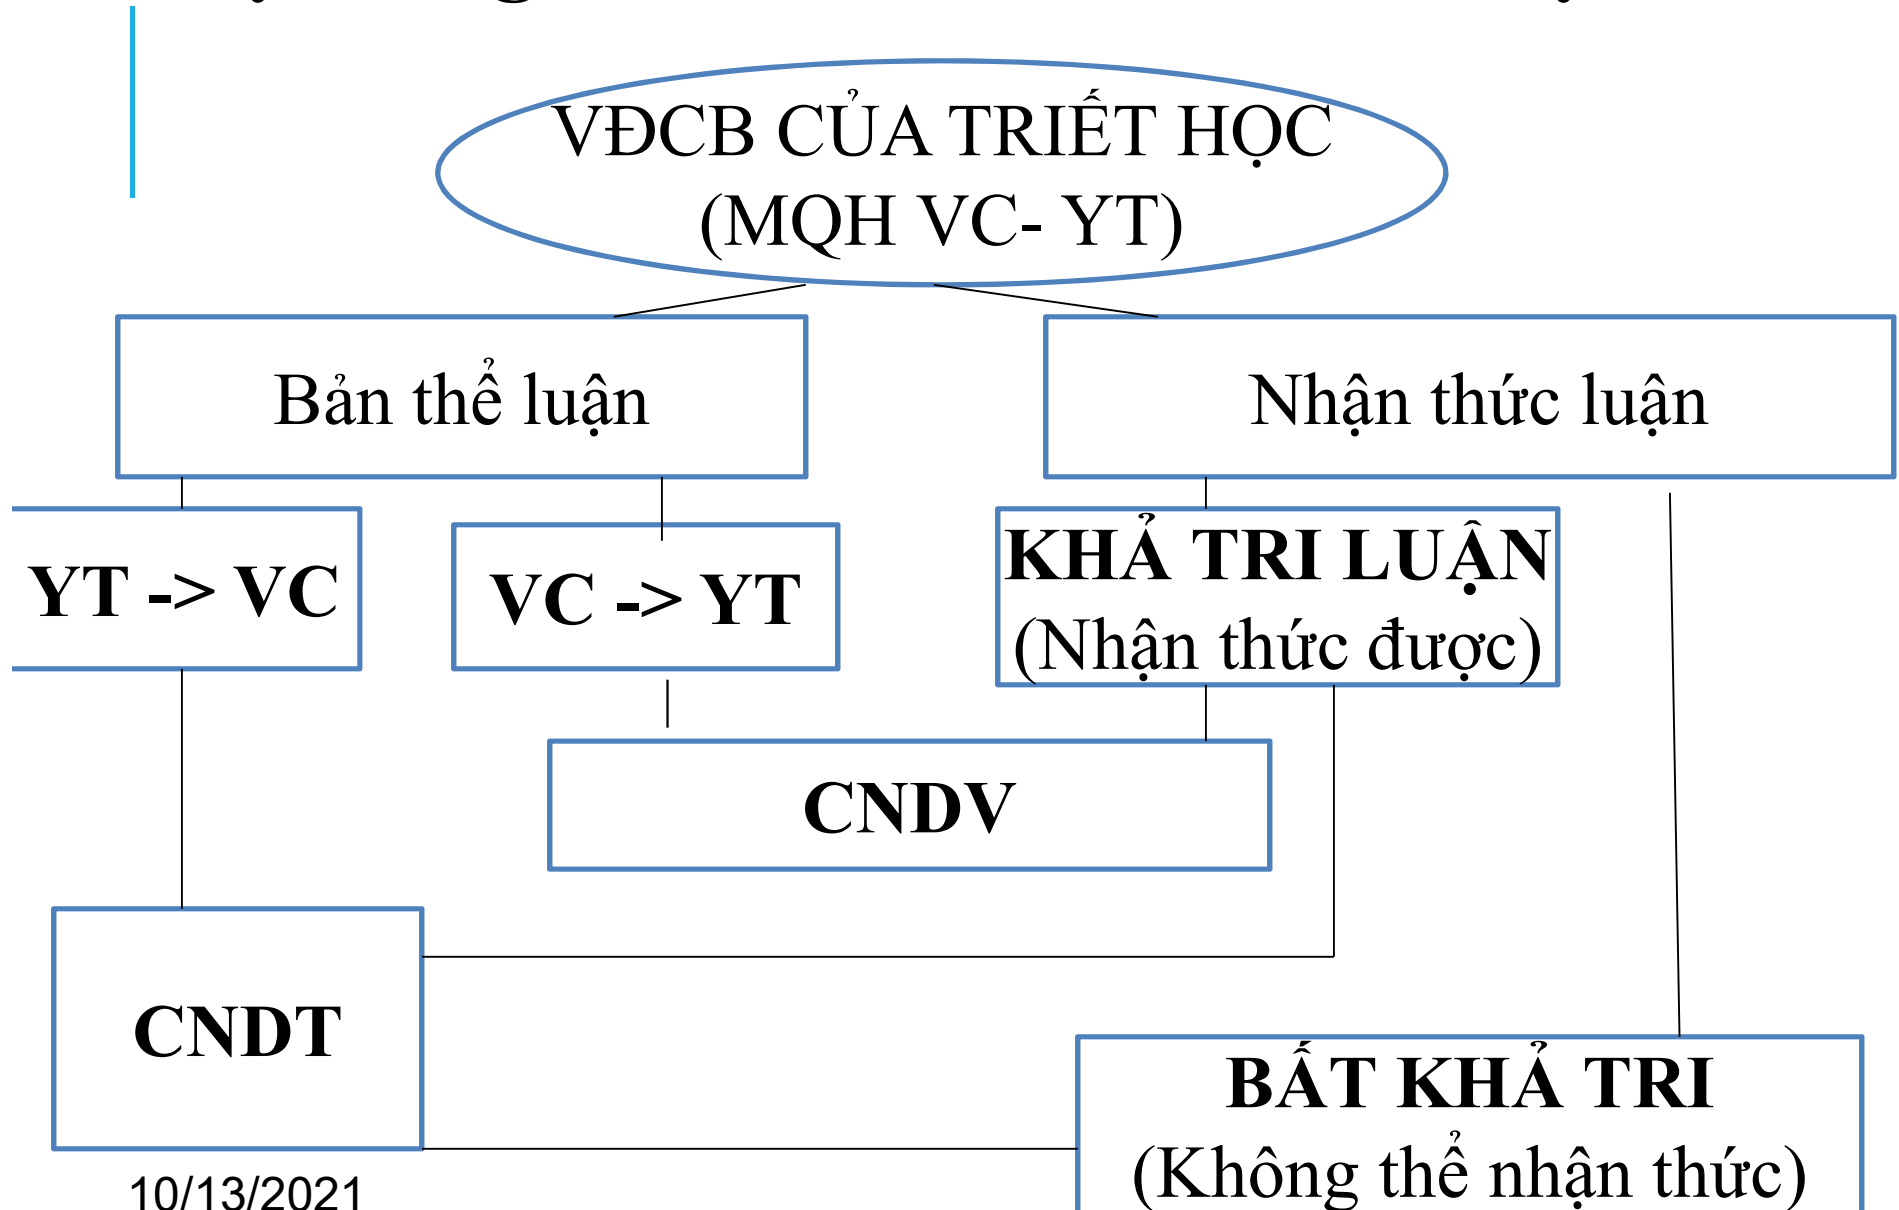 VĐCB CỦA TRIẾT HỌC
(MQH VC- YT)
Bản thể luận
Nhận thức luận
YT -> VC
VC -> YT
KHẢ TRI LUẬN
(Nhận thức được)
CNDV
CNDT
BẤT KHẢ TRI
(Không thể nhận thức)
10/13/2021